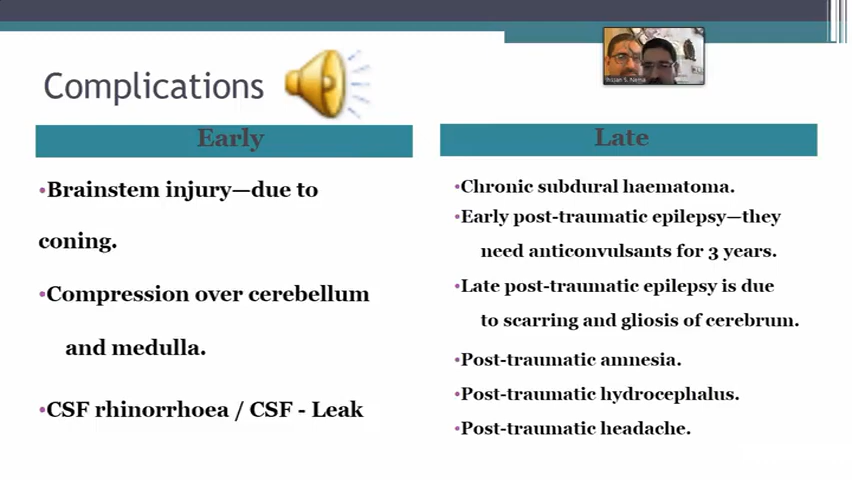 Complications
Early
•Brainstem injury—due to
coning.
•Compression over cerebellum
and medulla.
•CSF rhinorrhoea / CSF - Leak
Late
•Chronic subdural haematoma.
•Early post-traumatic epilepsy—they
need anticonvulsants for 3 years.
•Late post-traumatic epilepsy is due
to scarring and gliosis of cerebrum.
•Post-traumatic amnesia.
•Post-traumatic hydrocephalus.
•Post-traumatic headache.